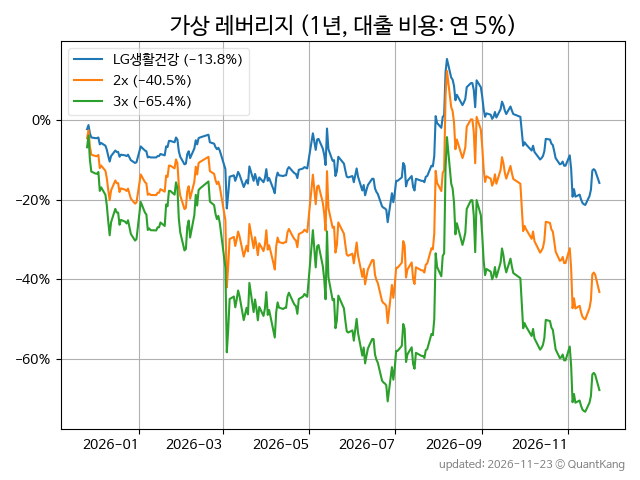 가상 레버리지 (1년, 대출 비용: 연 5%)
LG생활건강 (−13.8%)
2x (−40.5%)
3x (−65.4%)
0%
−20%
−40%
−60%
2026-01 2026-03 2026-05 2026-07 2026-09 2026-11
updated: 2026-11-23 © QuantKang